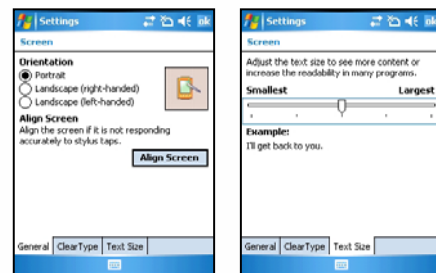 Settings
ok
Screen
Orientation
Portrait
Landscape (right-handed)
Landscape (left-handed)
Align Screen
Align the screen if it is not responding
accurately to stylus taps.
Align Screen
General ClearType Text Size
Settings
ok
Screen
Adjust the text size to see more content or
increase the readability in many programs.
Smallest Largest
Example:
I'll get back to you.
General ClearType Text Size